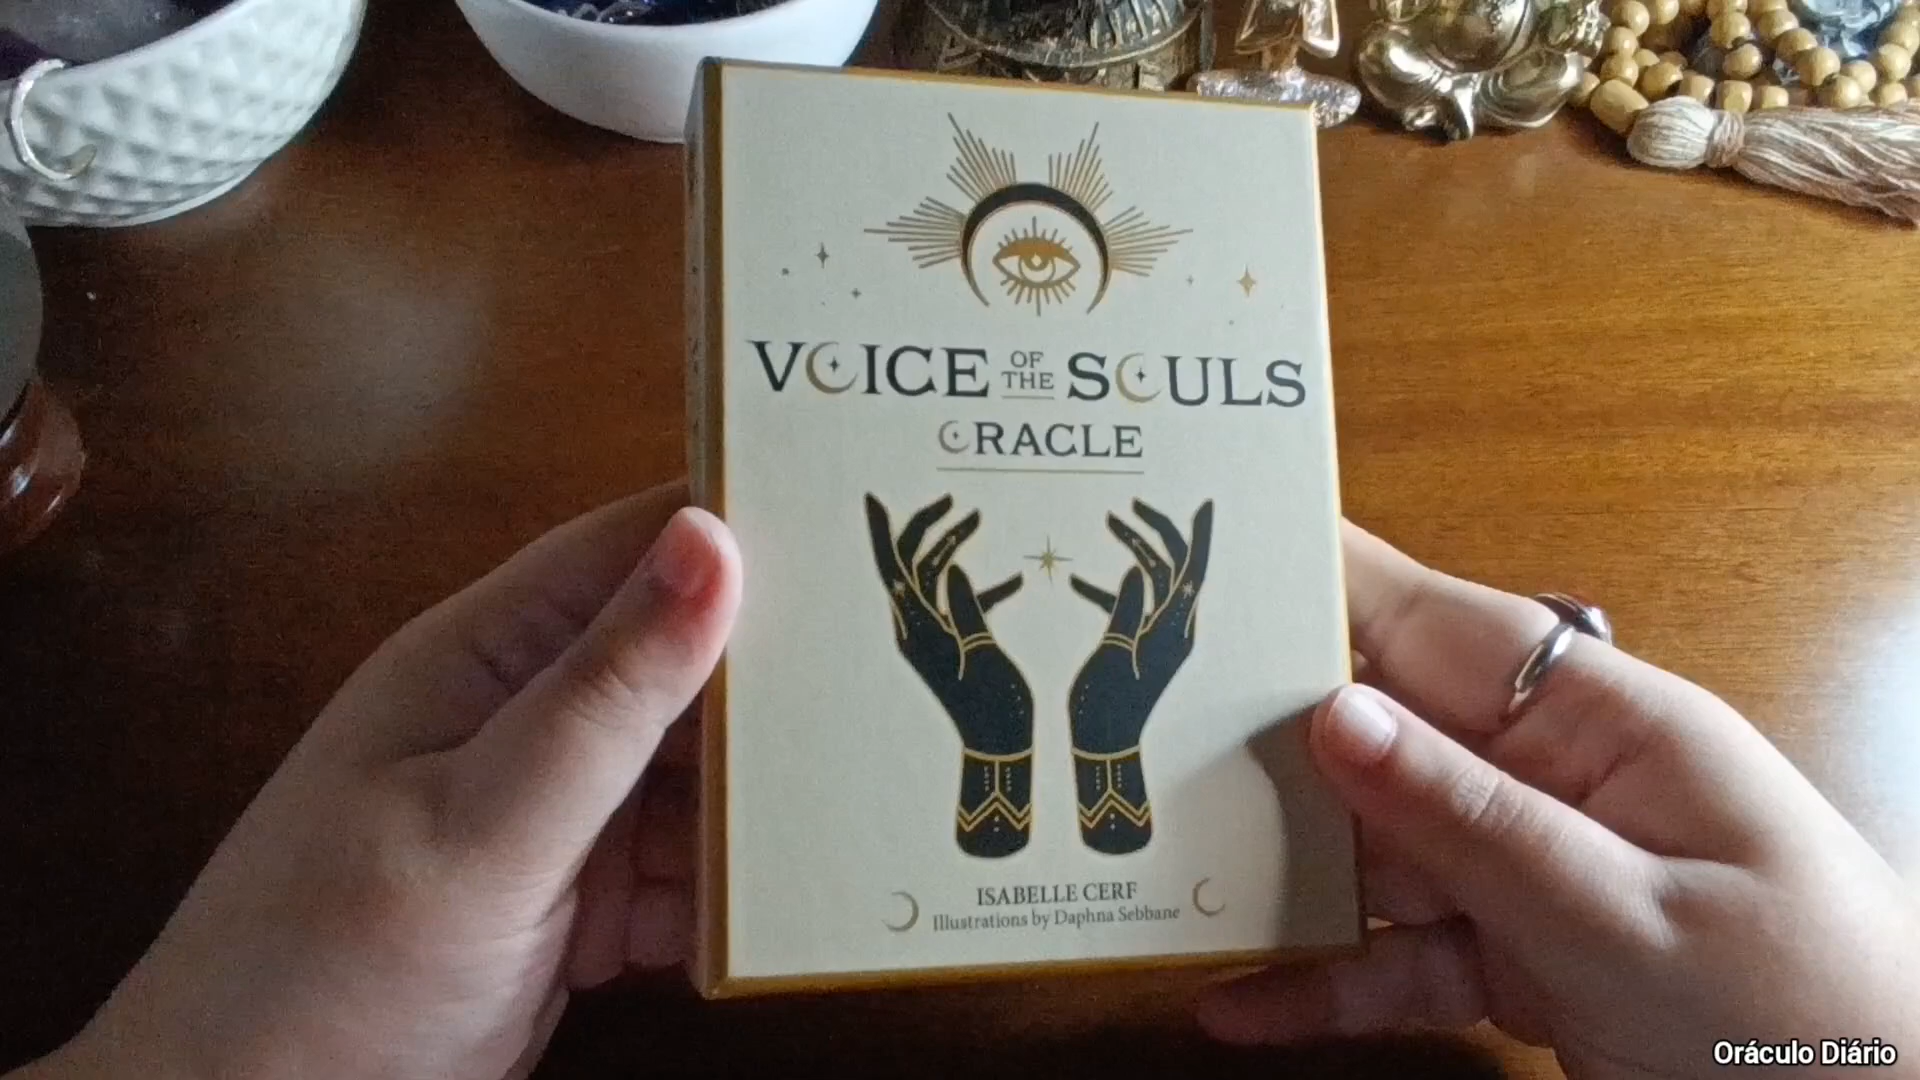 VOICE OF THE SOULS
ORACLE
ISABELLE CERF
Illustrations by Daphna Sebbane
Oráculo Diário